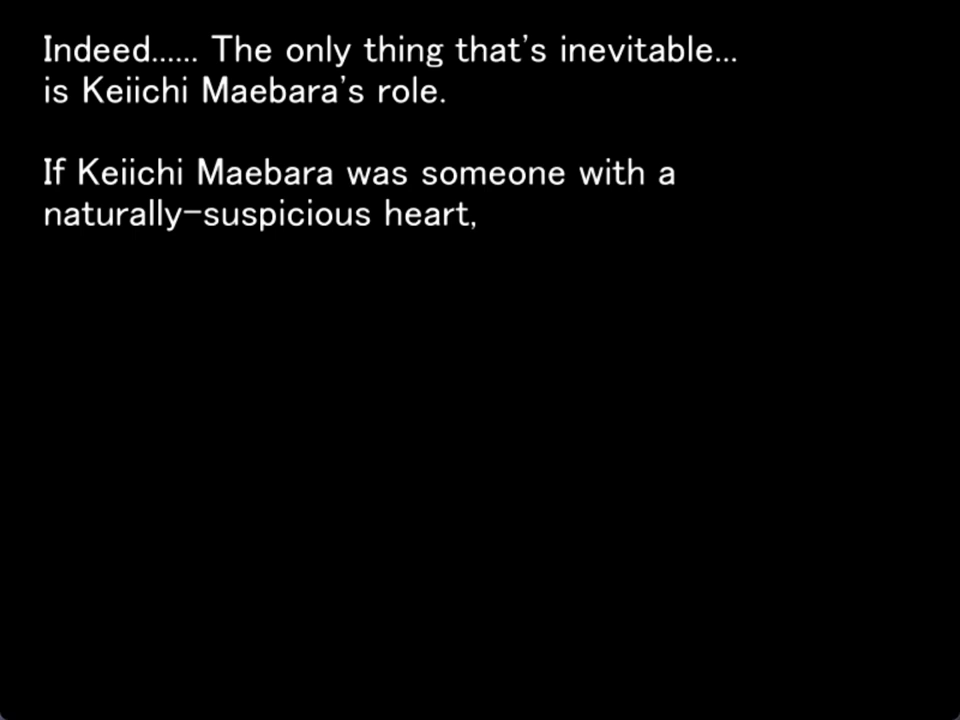 Indeed...... The only thing that's inevitable...
is Keiichi Maebara's role.
If Keiichi Maebara was someone with a
naturally-suspicious heart,